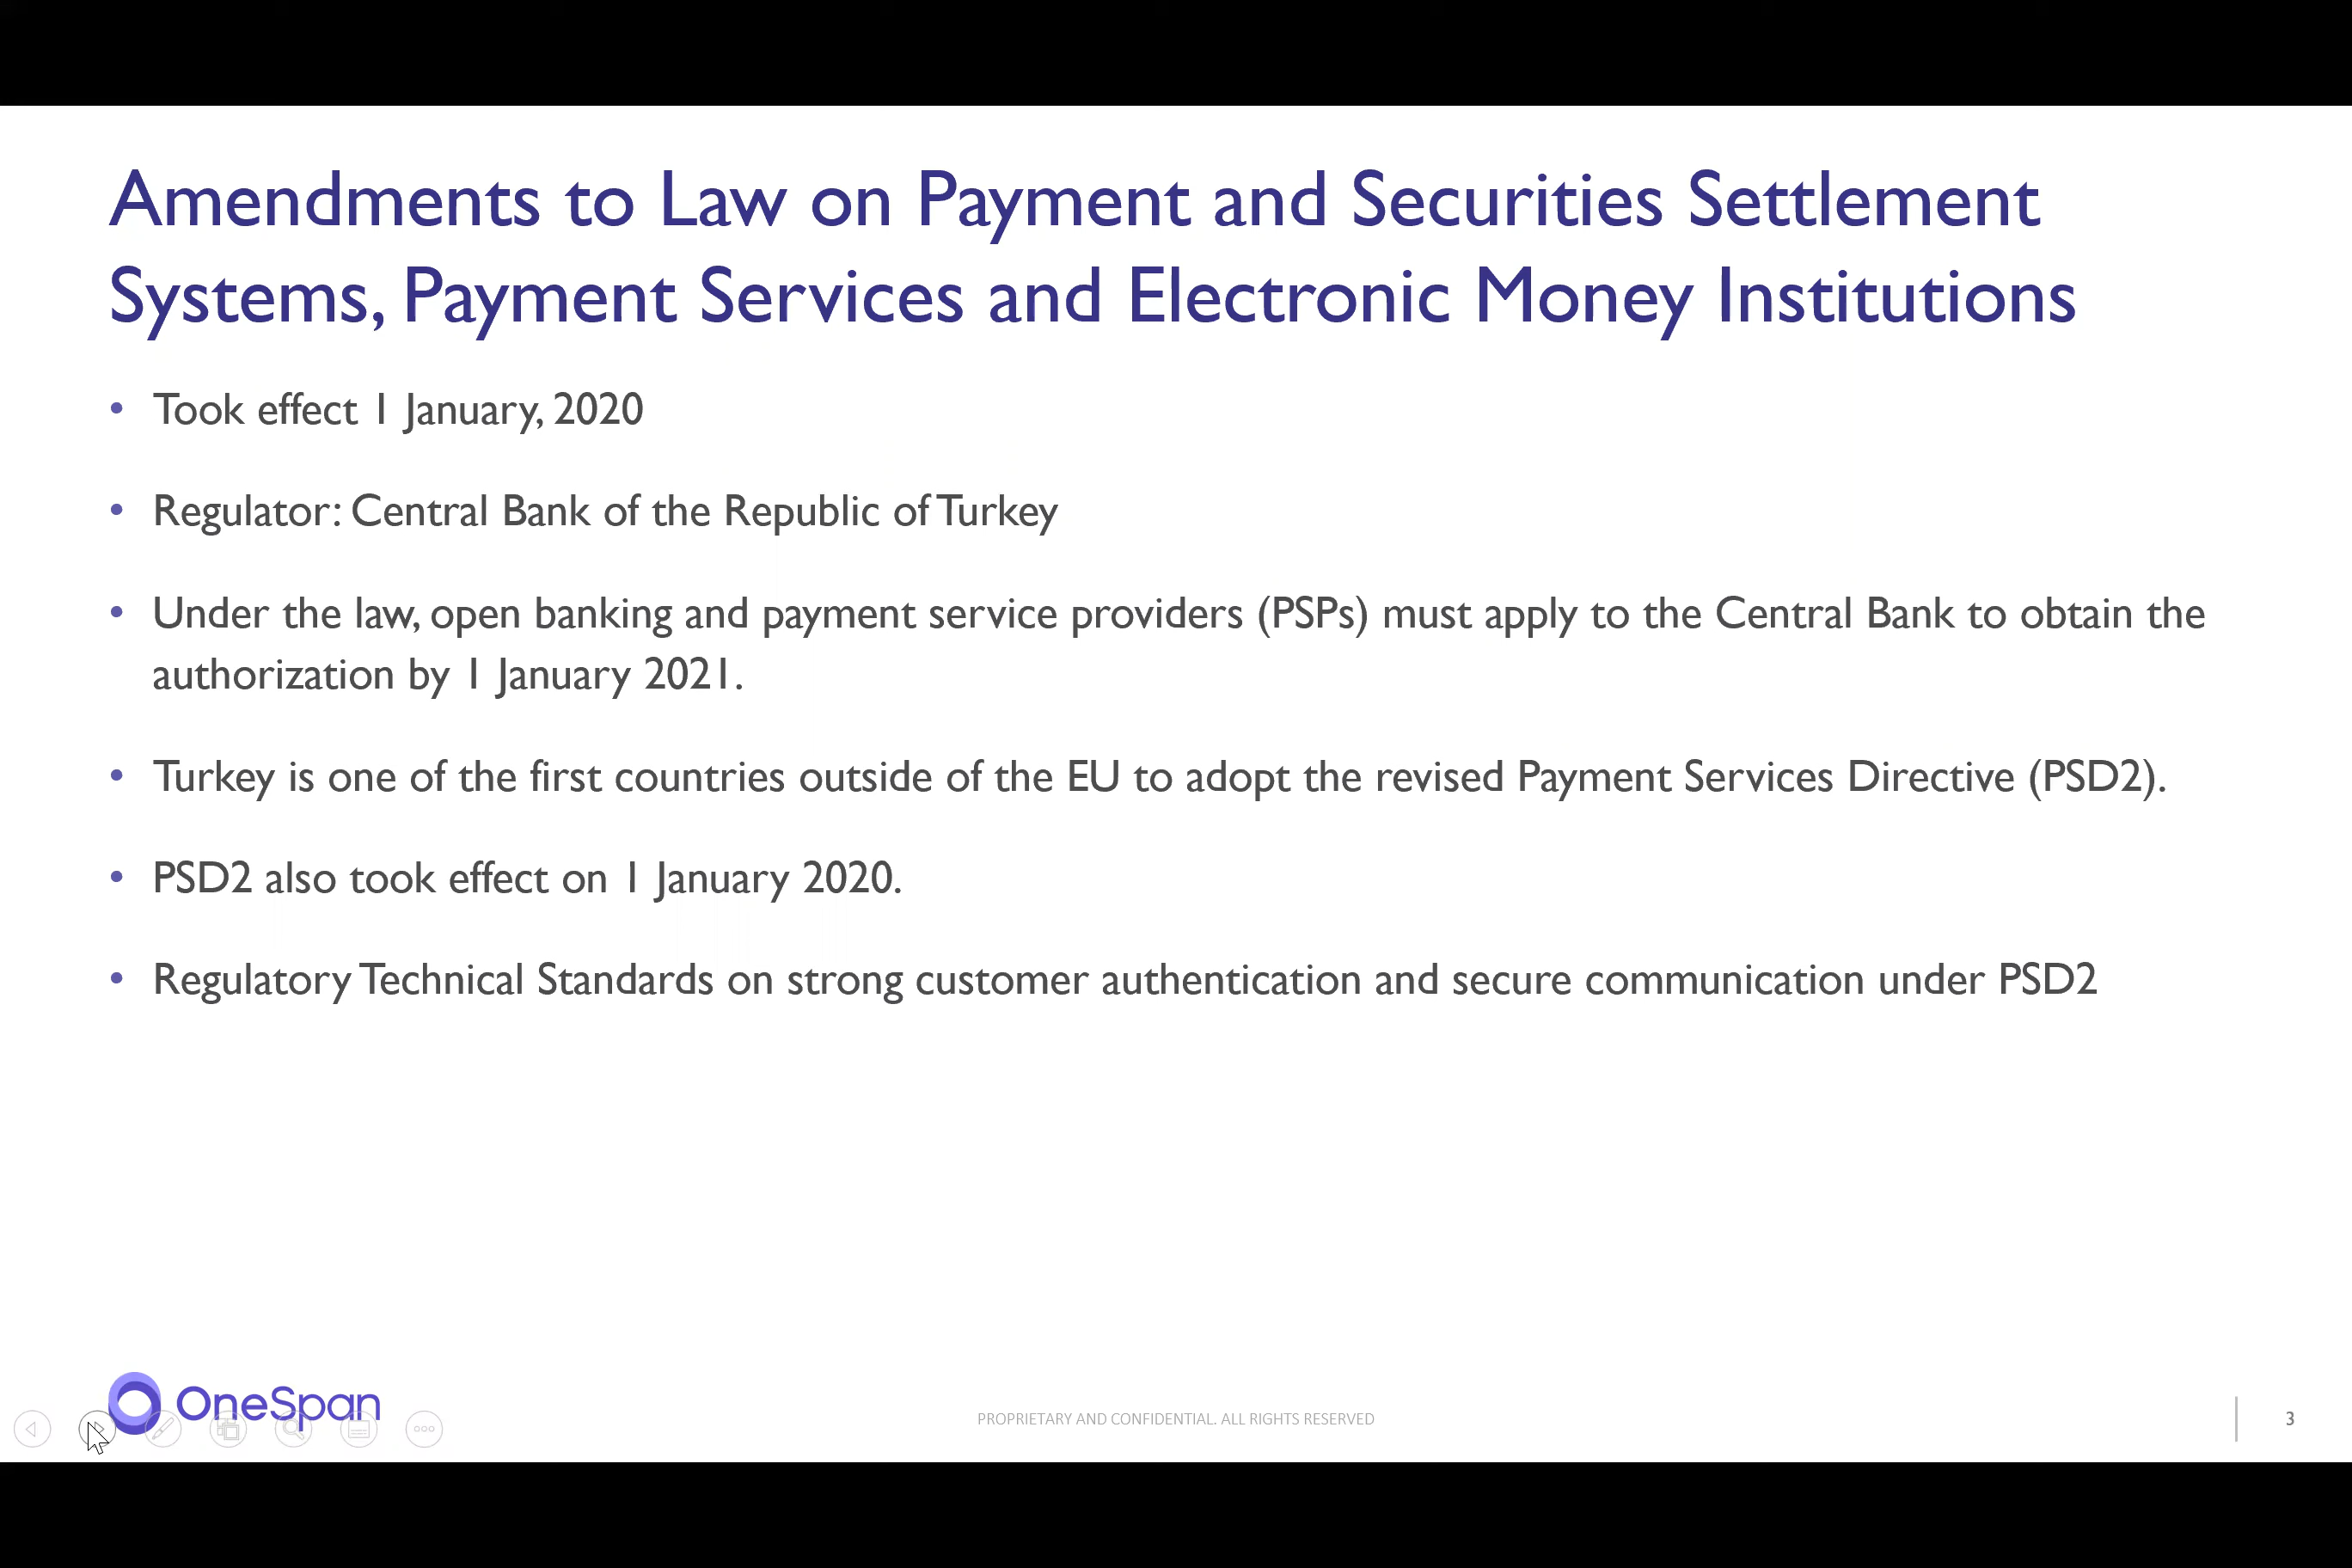 Amendments to Law on Payment and Securities Settlement
Systems, Payment Services and Electronic Money Institutions
• Took effect 1 January, 2020
• Regulator: Central Bank of the Republic of Turkey
• Under the law, open banking and payment service providers (PSPs) must apply to the Central Bank to obtain the
authorization by 1 January 2021.
• Turkey is one of the first countries outside of the EU to adopt the revised Payment Services Directive (PSD2).
• PSD2 also took effect on 1 January 2020.
• Regulatory Technical Standards on strong customer authentication and secure communication under PSD2
OneSpan
PROPRIETARY AND CONFIDENTIAL. ALL RIGHTS RESERVED
3